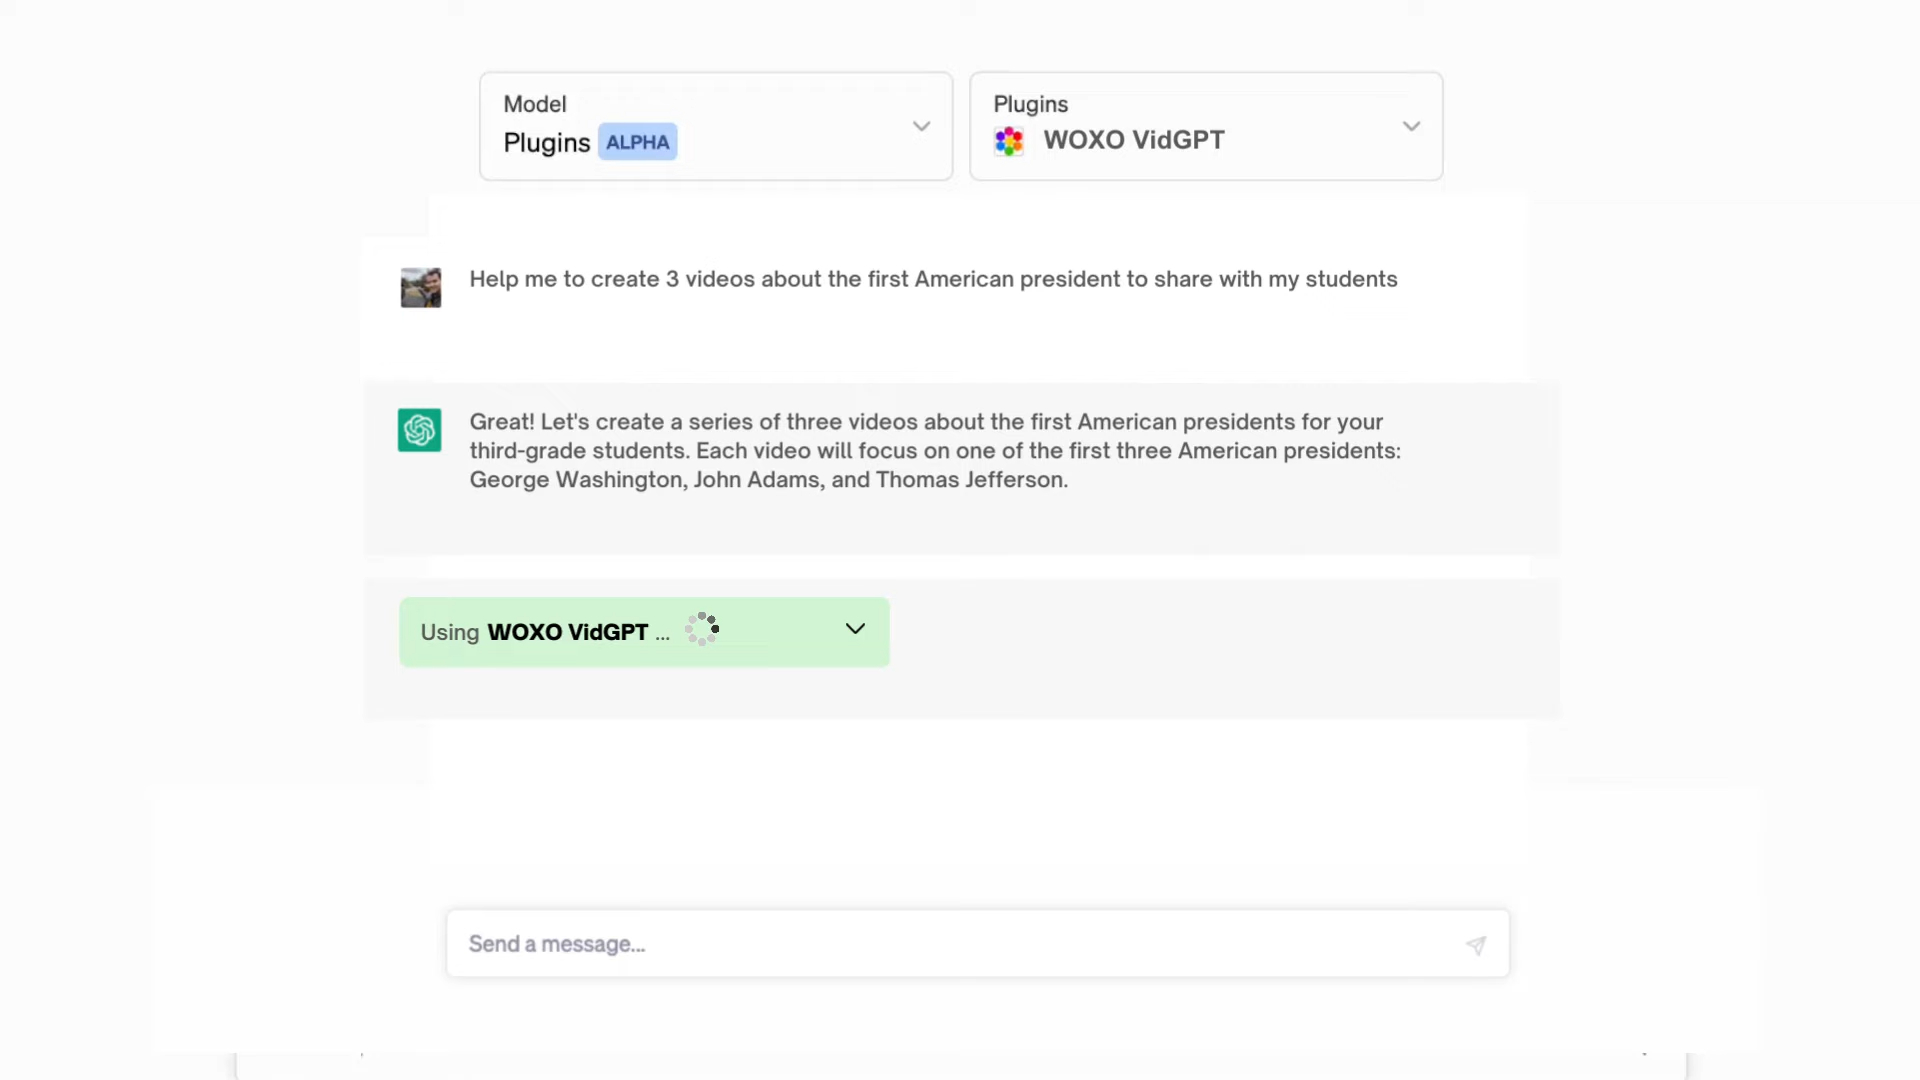 Model
Plugins ALPHA
Plugins
WOXO VidGPT
Help me to create 3 videos about the first American president to share with my students
Great! Let's create a series of three videos about the first American presidents for your
third-grade students. Each video will focus on one of the first three American presidents:
George Washington, John Adams, and Thomas Jefferson.
Using WOXO VidGPT ...
Send a message...